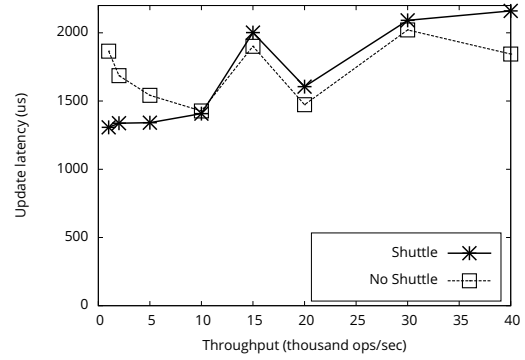 2000
1500
1000
500
0
Update latency (us)
Shuttle
No Shuttle
0 5 10 15 20 25 30 35 40
Throughput (thousand ops/sec)